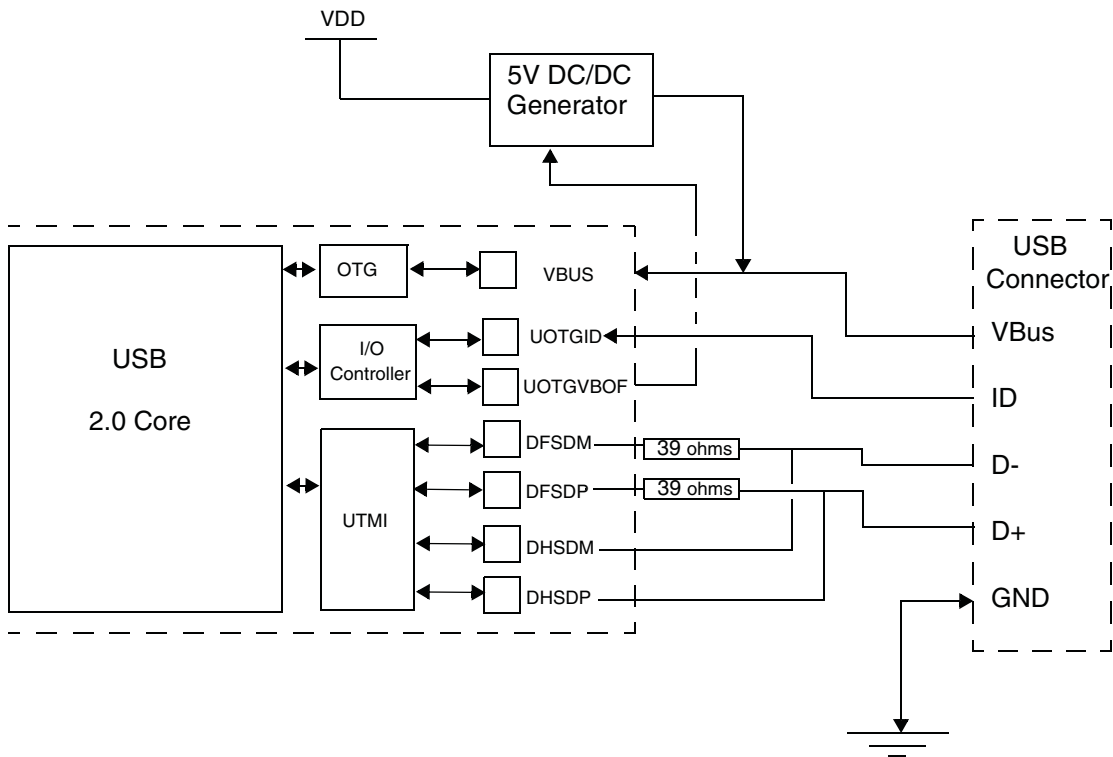 VDD
5V DC/DC
Generator
USB
2.0 Core
OTG
I/O
Controller
UTMI
VBUS
UOTGID
UOTGVBOF
DFSDM
DFSDP
DHSDM
DHSDP
39 ohms
39 ohms
USB
Connector
VBus
ID
D-
D+
GND